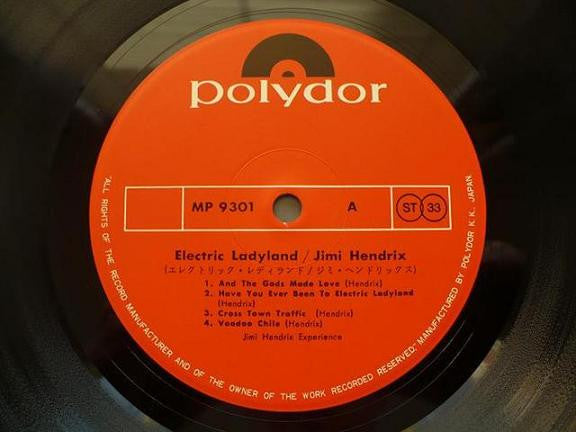 polydor
MP 9301 A ST 33
Electric Ladyland / Jimi Hendrix
(エレクトリック・レディランド/ジミ・ヘンドリックス)
1. And The Gods Made Love (Hendrix)
2. Have You Ever Been To Electric Ladyland
(Hendrix)
3. Cross Town Traffic (Hendrix)
4. Voodoo Chile (Hendrix)
Jimi Hendrix Experience
"ALL RIGHTS OF THE RECORD MANUFACTURER AND OF THE OWNER OF THE WORK RECORDED RESERVED" MANUFACTURED BY POLYDOR K.K., JAPAN.